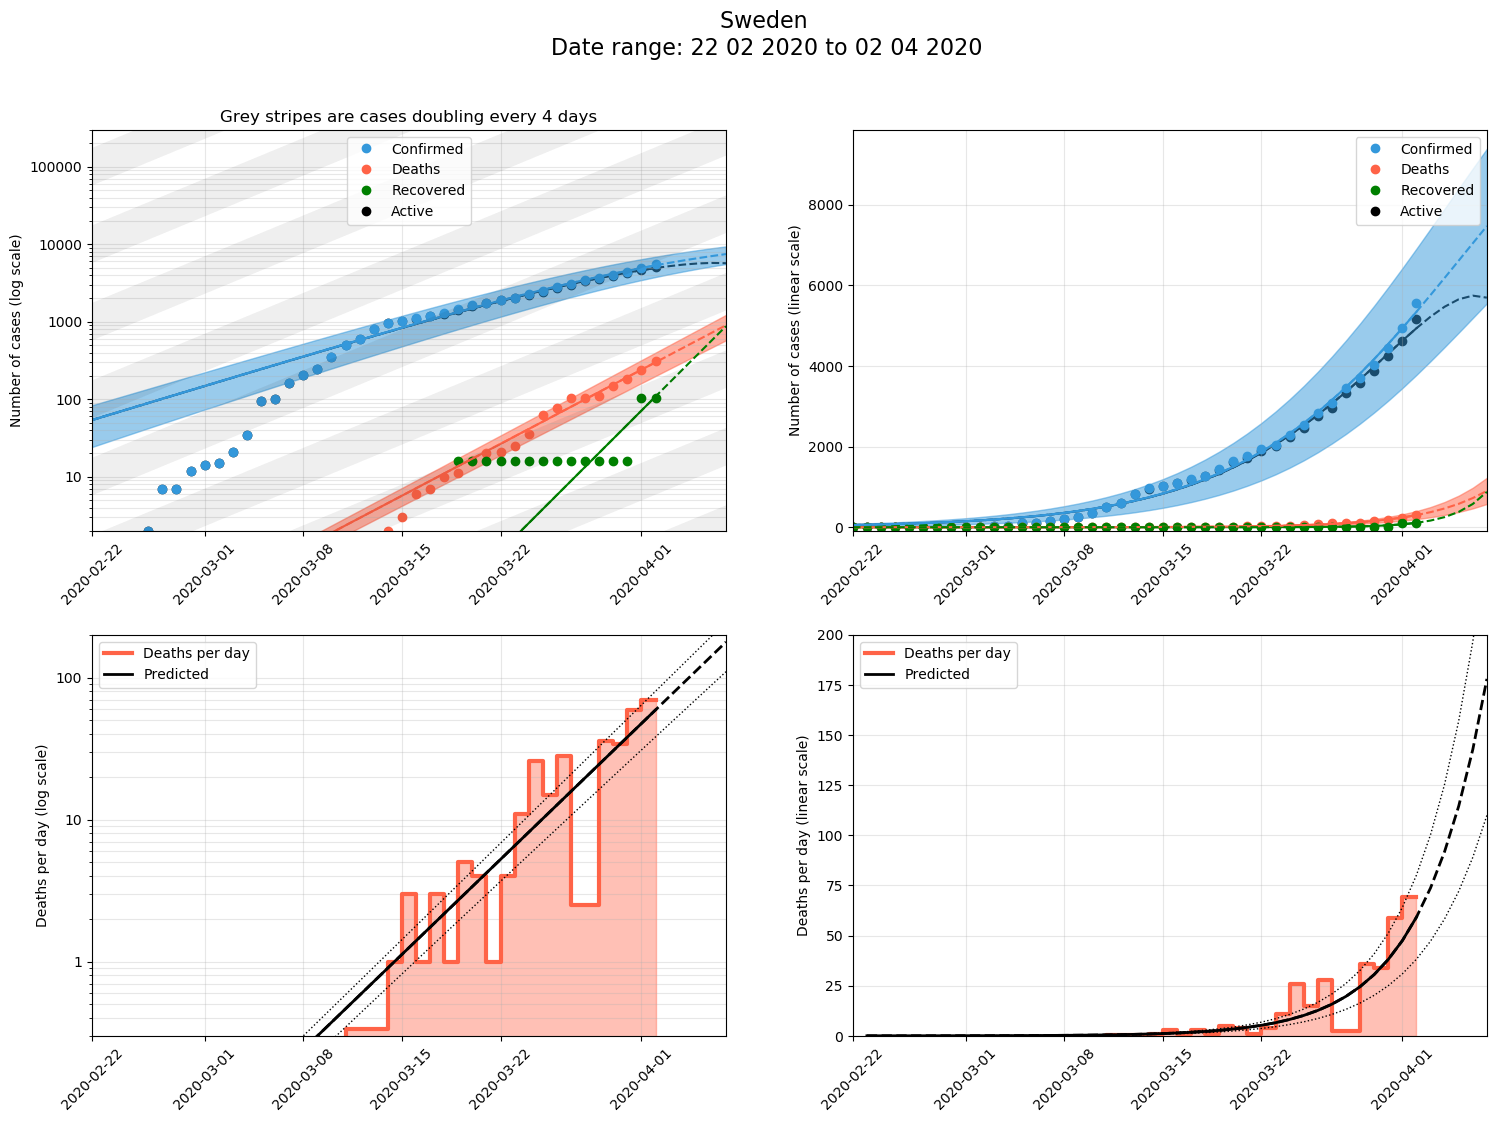 Sweden
Date range: 22 02 2020 to 02 04 2020
Grey stripes are cases doubling every 4 days
Number of cases (log scale)
100000
10000
1000
100
10
Confirmed
Deaths
Recovered
Active
2020-02-22
2020-03-01
2020-03-08
2020-03-15
2020-03-22
2020-04-01
Number of cases (linear scale)
8000
6000
4000
2000
0
Confirmed
Deaths
Recovered
Active
2020-02-22
2020-03-01
2020-03-08
2020-03-15
2020-03-22
2020-04-01
Deaths per day (log scale)
100
10
1
Deaths per day
Predicted
2020-02-22
2020-03-01
2020-03-08
2020-03-15
2020-03-22
2020-04-01
Deaths per day (linear scale)
200
175
150
125
100
75
50
25
0
Deaths per day
Predicted
2020-02-22
2020-03-01
2020-03-08
2020-03-15
2020-03-22
2020-04-01